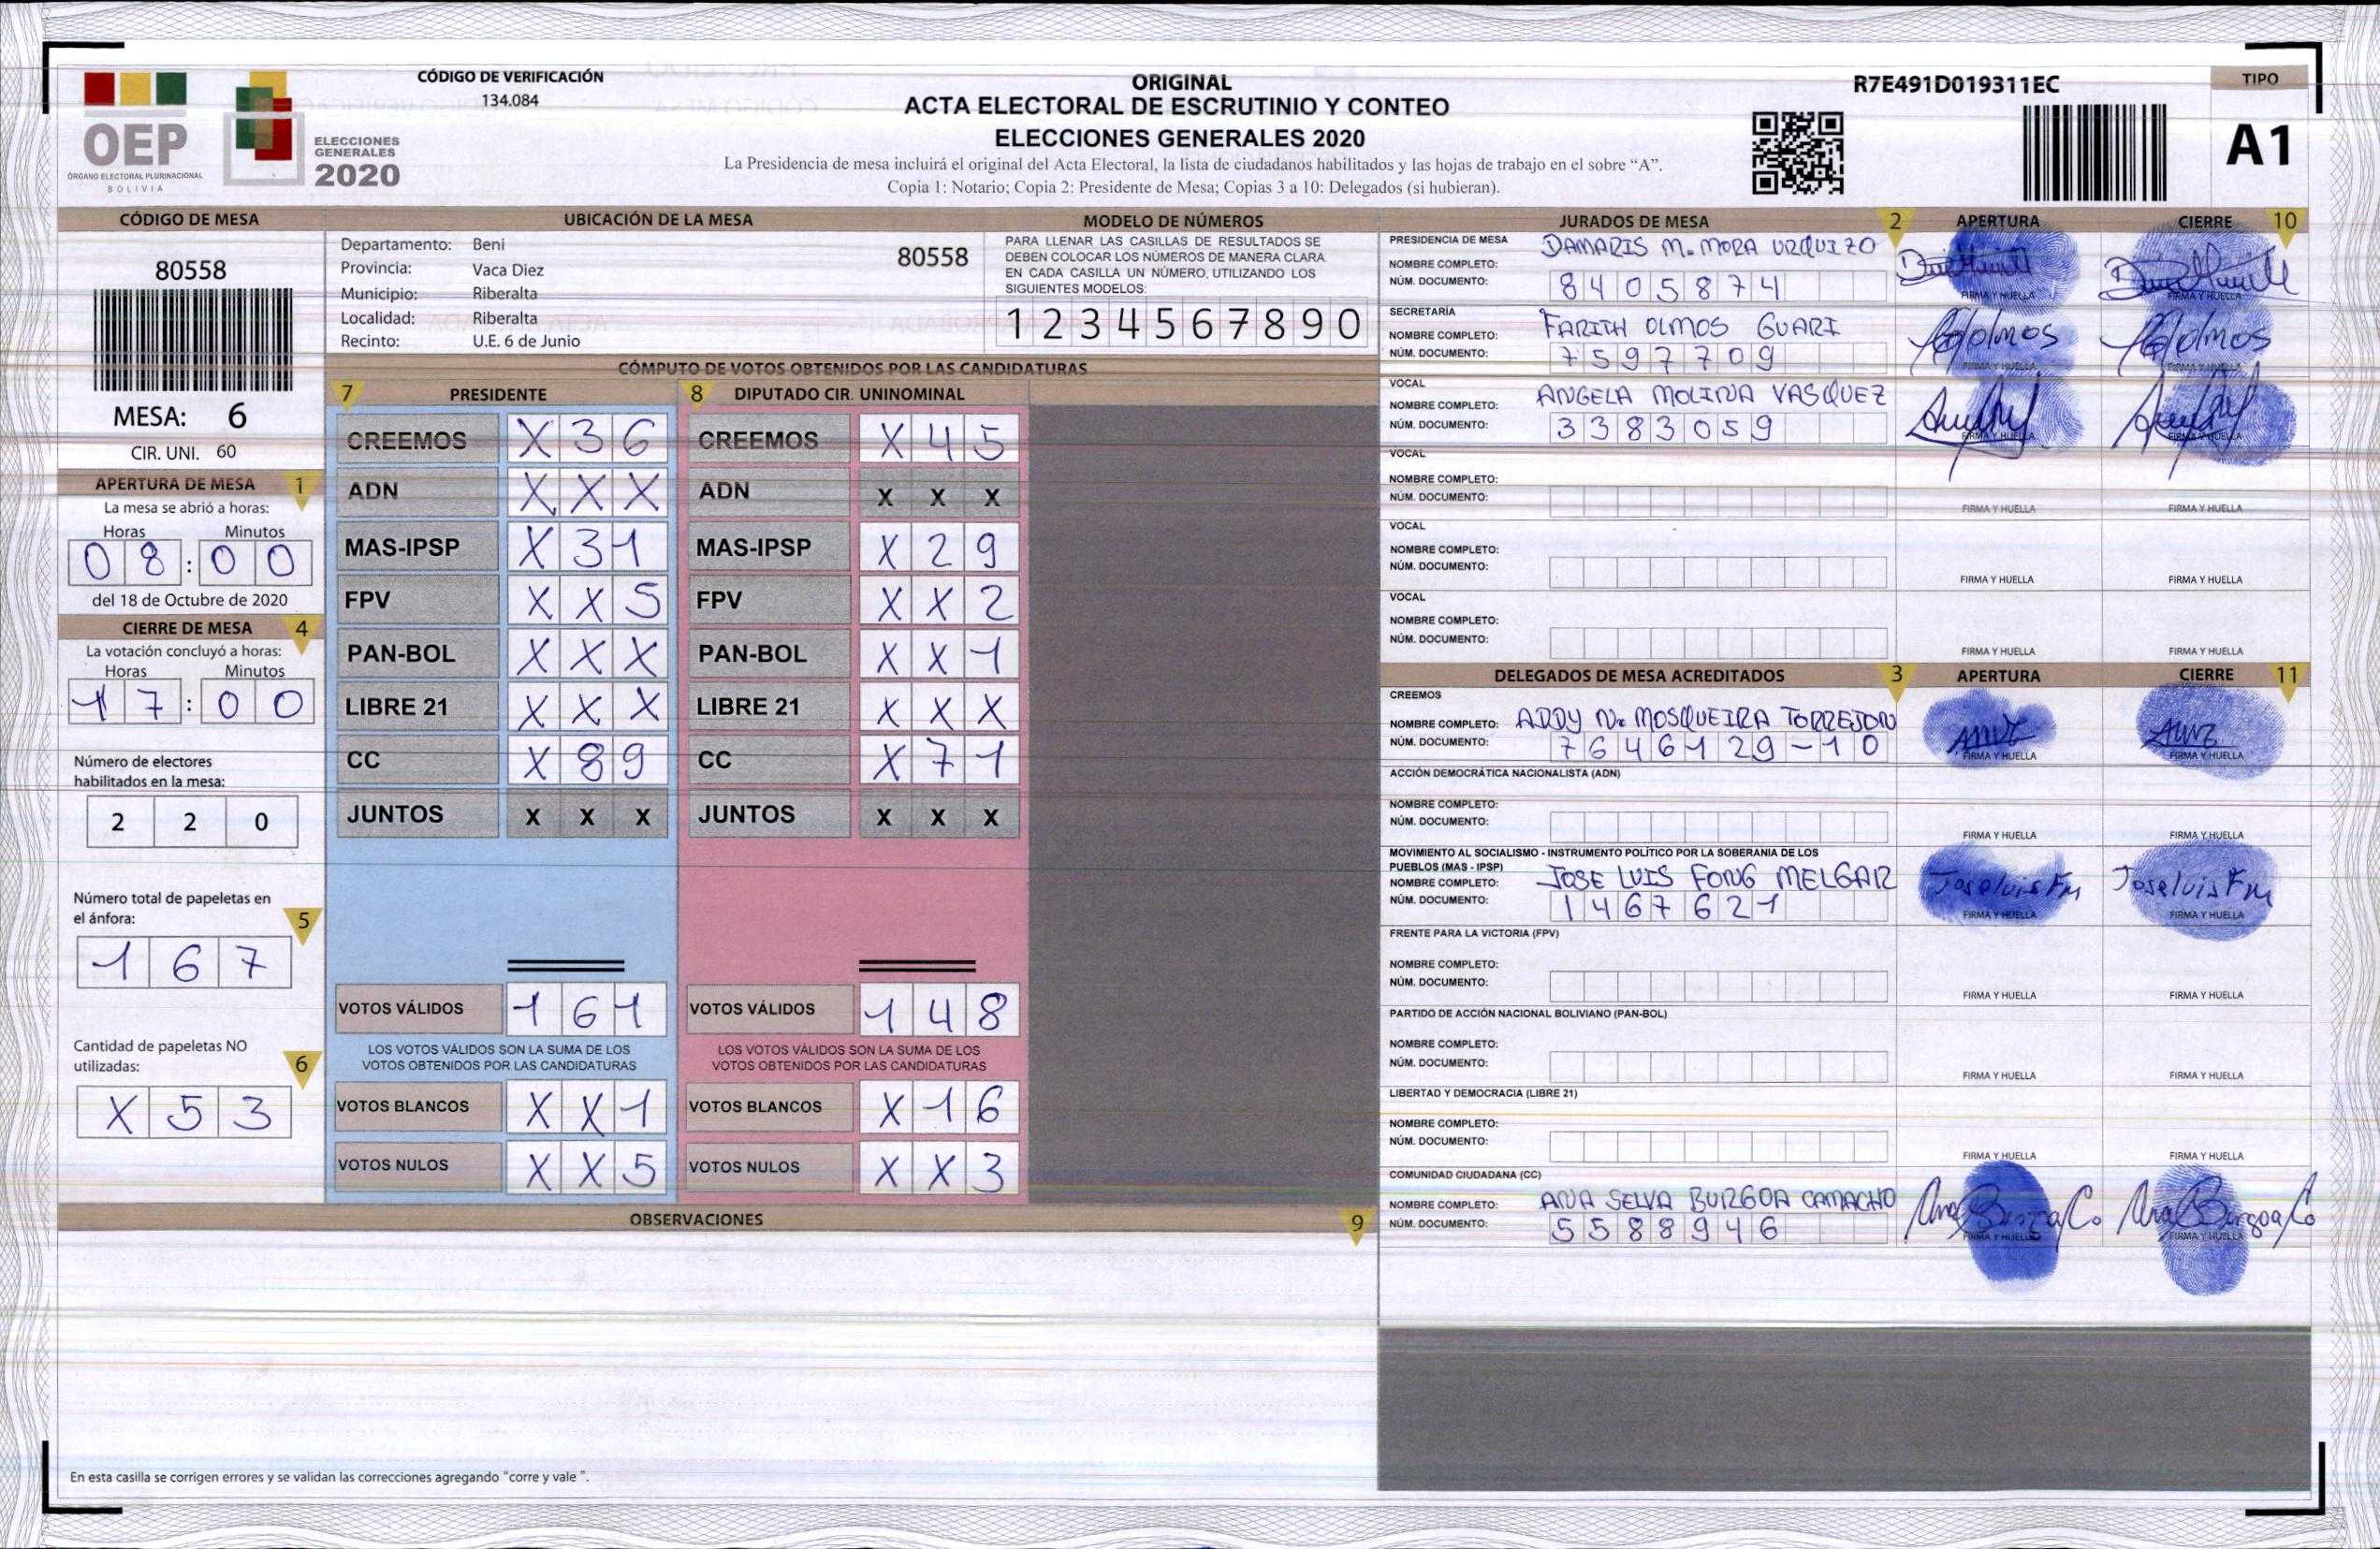 CÓDIGO DE VERIFICACIÓN
134.084
ORIGINAL
ACTA ELECTORAL DE ESCRUTINIO Y CONTEO
ELECCIONES GENERALES 2020
La Presidencia de mesa incluirá el original del Acta Electoral, la lista de ciudadanos habilitados y las hojas de trabajo en el sobre “A”.
Copia 1: Notario; Copia 2: Presidente de Mesa; Copias 3 a 10: Delegados (si hubieran).
R7E491D019311EC
TIPO
A1
OEP
ÓRGANO ELECTORAL PLURINACIONAL
BOLIVIA
ELECCIONES
GENERALES
2020
CÓDIGO DE MESA
80558
MESA: 6
CIR. UNI. 60
APERTURA DE MESA 1
La mesa se abrió a horas:
Horas Minutos
08:00
del 18 de Octubre de 2020
CIERRE DE MESA 4
La votación concluyó a horas:
Horas Minutos
17:00
Número de electores
habilitados en la mesa:
2 2 0
Número total de papeletas en
el ánfora: 5
1 6 7
Cantidad de papeletas NO
utilizadas: 6
X 5 3
UBICACIÓN DE LA MESA
Departamento: Beni 80558
Provincia: Vaca Diez
Municipio: Riberalta
Localidad: Riberalta
Recinto: U.E. 6 de Junio
MODELO DE NÚMEROS
PARA LLENAR LAS CASILLAS DE RESULTADOS SE
DEBEN COLOCAR LOS NÚMEROS DE MANERA CLARA
EN CADA CASILLA UN NÚMERO, UTILIZANDO LOS
SIGUIENTES MODELOS:
1 2 3 4 5 6 7 8 9 0
CÓMPUTO DE VOTOS OBTENIDOS POR LAS CANDIDATURAS
7 PRESIDENTE 8 DIPUTADO CIR. UNINOMINAL
CREEMOS X 3 6 CREEMOS X 4 5
ADN X X X ADN X X X
MAS-IPSP X 3 1 MAS-IPSP X 2 9
FPV X X 5 FPV X X 2
PAN-BOL X X X PAN-BOL X X 1
LIBRE 21 X X X LIBRE 21 X X X
CC X 8 9 CC X 7 1
JUNTOS X X X JUNTOS X X X
VOTOS VÁLIDOS 1 6 1 VOTOS VÁLIDOS 1 4 8
LOS VOTOS VÁLIDOS SON LA SUMA DE LOS LOS VOTOS VÁLIDOS SON LA SUMA DE LOS
VOTOS OBTENIDOS POR LAS CANDIDATURAS VOTOS OBTENIDOS POR LAS CANDIDATURAS
VOTOS BLANCOS X X 1 VOTOS BLANCOS X 1 6
VOTOS NULOS X X 5 VOTOS NULOS X X 3
OBSERVACIONES 9
En esta casilla se corrigen errores y se validan las correcciones agregando "corre y vale ".
JURADOS DE MESA 2 APERTURA CIERRE 10
PRESIDENCIA DE MESA
NOMBRE COMPLETO: DAMARIS M. MORA URQUIZO
NÚM. DOCUMENTO: 8405874
FIRMA Y HUELLA FIRMA Y HUELLA
SECRETARÍA
NOMBRE COMPLETO: FARITH OLMOS GUARI
NÚM. DOCUMENTO: 7597709
FIRMA Y HUELLA FIRMA Y HUELLA
VOCAL
NOMBRE COMPLETO: ANGELA MOLINA VASQUEZ
NÚM. DOCUMENTO: 3383059
FIRMA Y HUELLA FIRMA Y HUELLA
VOCAL
NOMBRE COMPLETO:
NÚM. DOCUMENTO:
FIRMA Y HUELLA FIRMA Y HUELLA
VOCAL
NOMBRE COMPLETO:
NÚM. DOCUMENTO:
FIRMA Y HUELLA FIRMA Y HUELLA
VOCAL
NOMBRE COMPLETO:
NÚM. DOCUMENTO:
FIRMA Y HUELLA FIRMA Y HUELLA
DELEGADOS DE MESA ACREDITADOS 3 APERTURA CIERRE 11
CREEMOS
NOMBRE COMPLETO: ADDY N. MOSQUEIRA TORREJON
NÚM. DOCUMENTO: 7646129-10
FIRMA Y HUELLA FIRMA Y HUELLA
ACCIÓN DEMOCRÁTICA NACIONALISTA (ADN)
NOMBRE COMPLETO:
NÚM. DOCUMENTO:
FIRMA Y HUELLA FIRMA Y HUELLA
MOVIMIENTO AL SOCIALISMO - INSTRUMENTO POLÍTICO POR LA SOBERANIA DE LOS
PUEBLOS (MAS - IPSP)
NOMBRE COMPLETO: JOSE LUIS FONG MELGAR
NÚM. DOCUMENTO: 1467621
Joseluis Fm Joseluis Fm
FIRMA Y HUELLA FIRMA Y HUELLA
FRENTE PARA LA VICTORIA (FPV)
NOMBRE COMPLETO:
NÚM. DOCUMENTO:
FIRMA Y HUELLA FIRMA Y HUELLA
PARTIDO DE ACCIÓN NACIONAL BOLIVIANO (PAN-BOL)
NOMBRE COMPLETO:
NÚM. DOCUMENTO:
FIRMA Y HUELLA FIRMA Y HUELLA
LIBERTAD Y DEMOCRACIA (LIBRE 21)
NOMBRE COMPLETO:
NÚM. DOCUMENTO:
FIRMA Y HUELLA FIRMA Y HUELLA
COMUNIDAD CIUDADANA (CC)
NOMBRE COMPLETO: ANA SELVA BURGOA CAMACHO
NÚM. DOCUMENTO: 5588946
FIRMA Y HUELLA FIRMA Y HUELLA